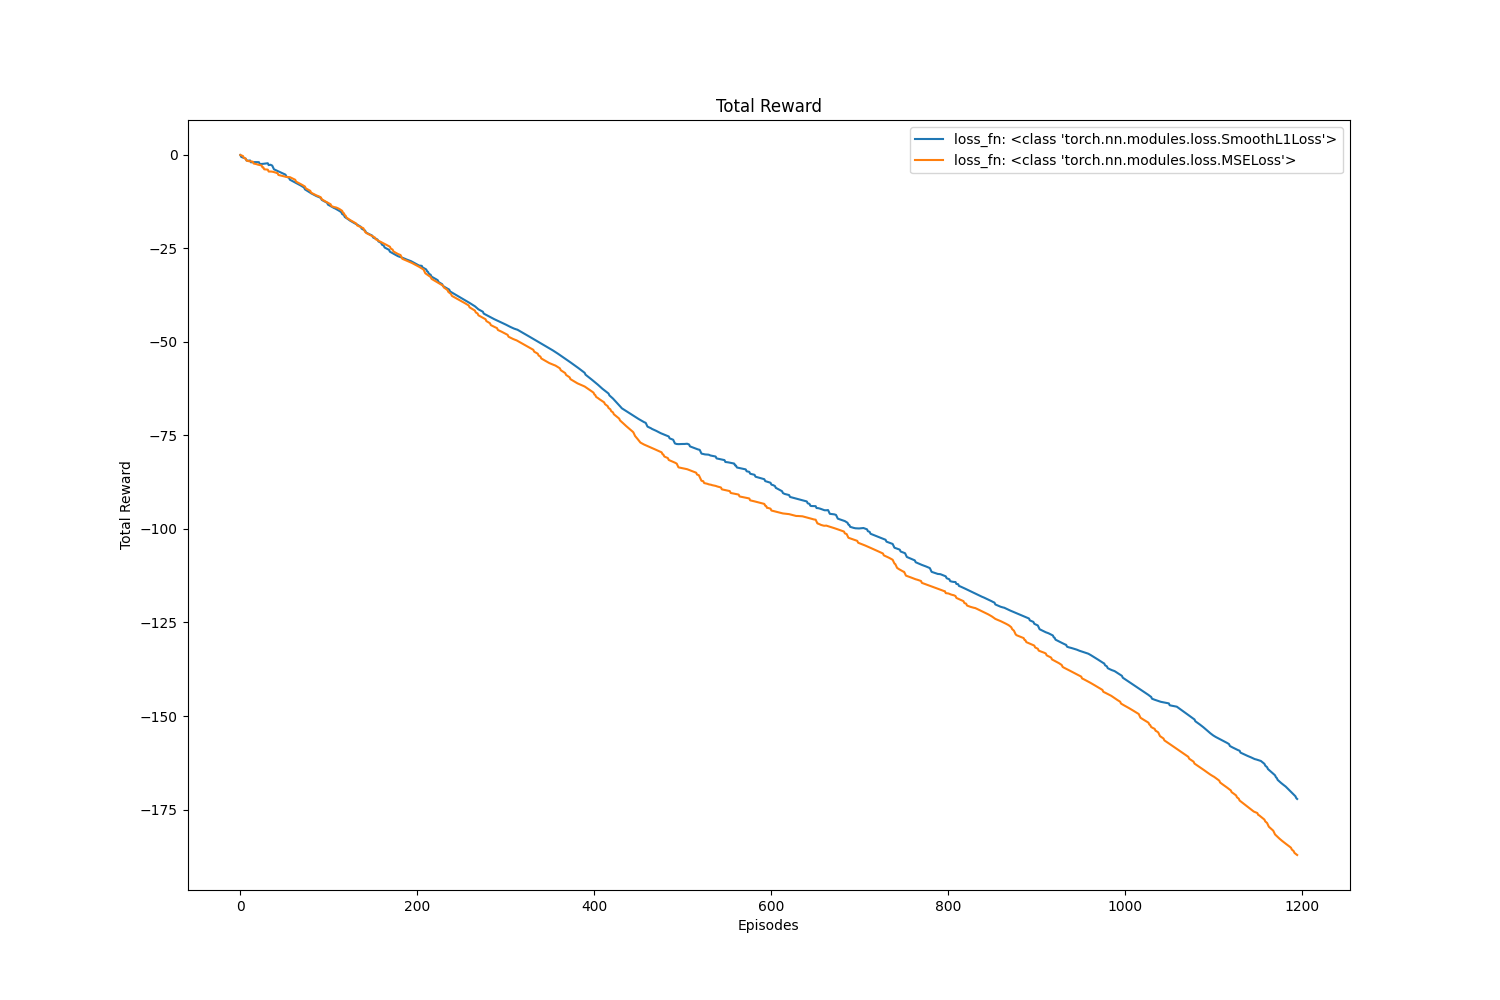 Total Reward
loss_fn: <class 'torch.nn.modules.loss.SmoothL1Loss'>
loss_fn: <class 'torch.nn.modules.loss.MSELoss'>
Total Reward
0
−25
−50
−75
−100
−125
−150
−175
0 200 400 600 800 1000 1200
Episodes